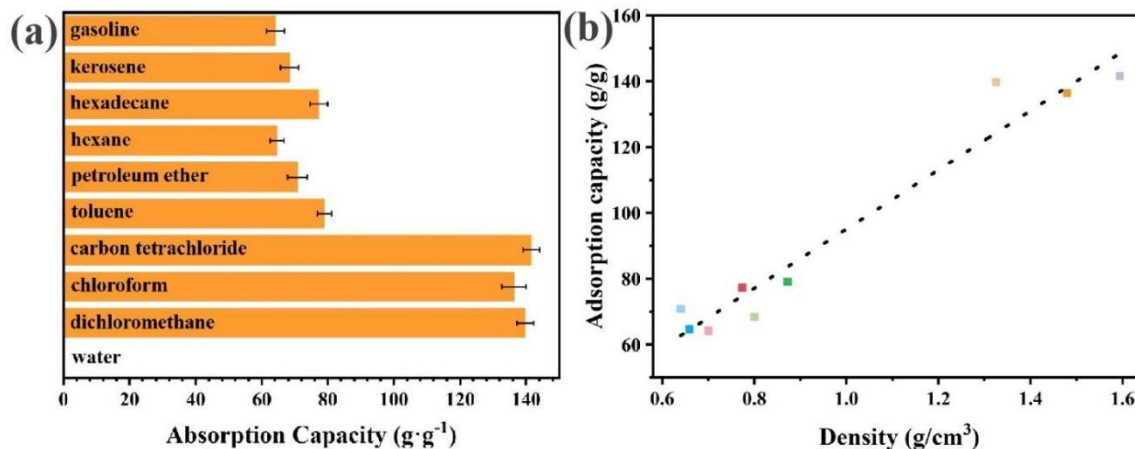 (a)
gasoline
kerosene
hexadecane
hexane
petroleum ether
toluene
carbon tetrachloride
chloroform
dichloromethane
water
0 20 40 60 80 100 120 140
Absorption Capacity (g·g⁻¹)
(b)
Adsorption capacity (g/g)
160
140
120
100
80
60
0.6 0.8 1.0 1.2 1.4 1.6
Density (g/cm³)